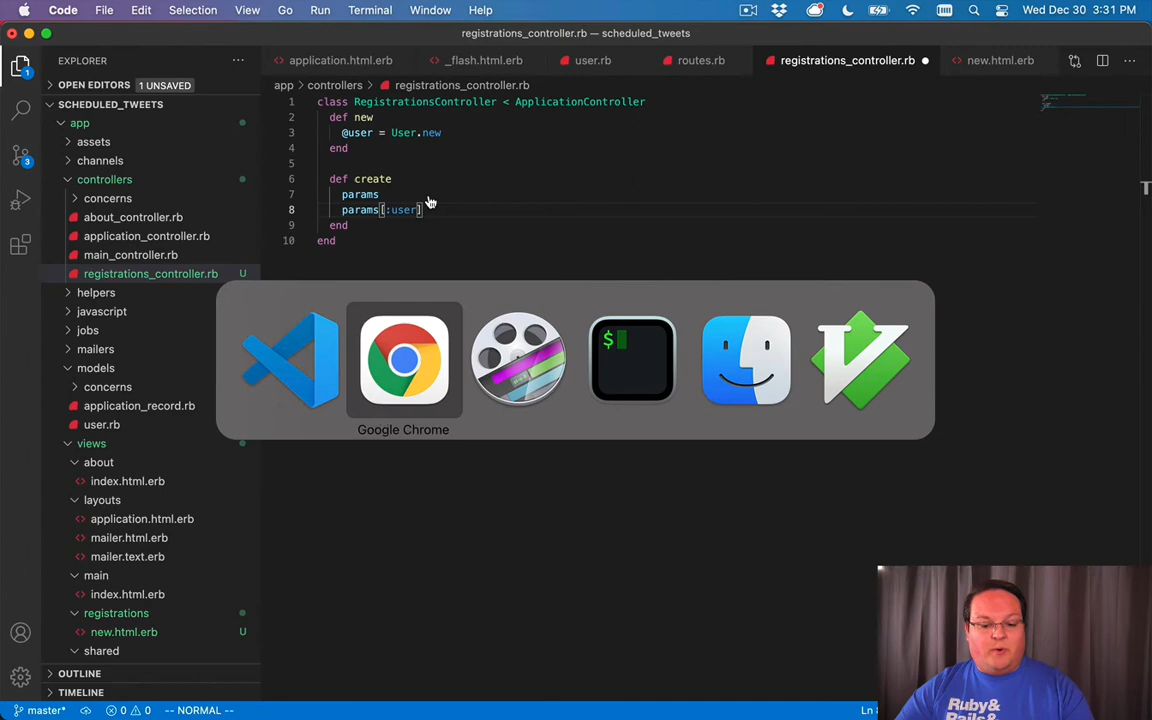 Code File Edit Selection View Go Run Terminal Window Help Wed Dec 30 3:31 PM
registrations_controller.rb — scheduled_tweets
EXPLORER
application.html.erb _flash.html.erb user.rb routes.rb registrations_controller.rb new.html.erb
OPEN EDITORS 1 UNSAVED
app > controllers > registrations_controller.rb
SCHEDULED_TWEETS
app
assets
channels
controllers
concerns
about_controller.rb
application_controller.rb
main_controller.rb
registrations_controller.rb U
helpers
javascript
jobs
mailers
models
concerns
application_record.rb
user.rb
views
about
index.html.erb
layouts
application.html.erb
mailer.html.erb
mailer.text.erb
main
index.html.erb
registrations
new.html.erb U
shared
OUTLINE
TIMELINE
1 class RegistrationsController < ApplicationController
2 def new
3 @user = User.new
4 end
5
6 def create
7 params
8 params[:user]
9 end
10 end
1
3
$
Google Chrome
Ruby&
Rails&
master* 0 0 -- NORMAL --